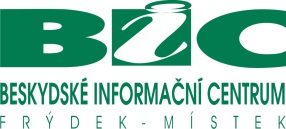 BiC
BESKYDSKÉ INFORMAČNÍ CENTRUM
FRÝDEK-MÍSTEK